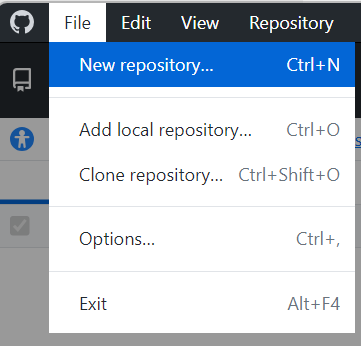 File Edit View Repository
New repository... Ctrl+N
Add local repository... Ctrl+O
Clone repository... Ctrl+Shift+O
Options... Ctrl+,
Exit Alt+F4